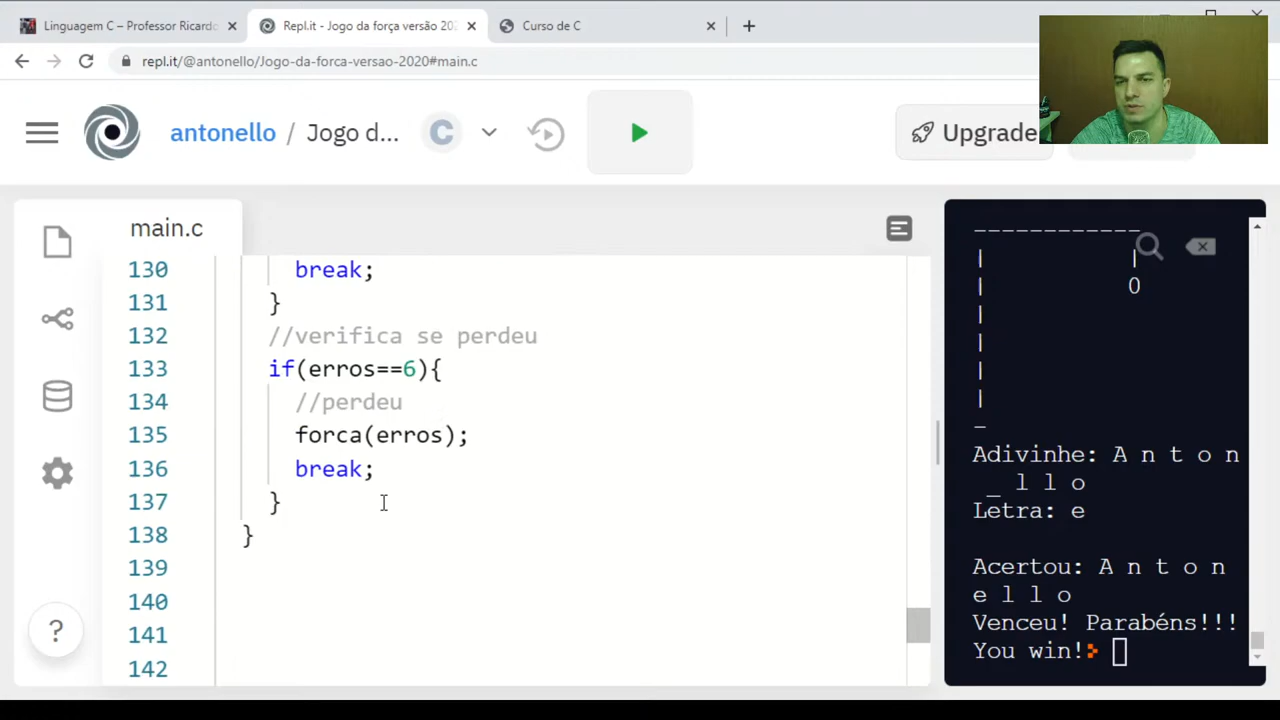 Linguagem C – Professor Ricardo
Repl.it - Jogo da força versão 202
Curso de C
repl.it/@antonello/Jogo-da-forca-versao-2020#main.c
antonello / Jogo d...
C
Upgrade
main.c
130 break;
131 }
132 //verifica se perdeu
133 if(erros==6){
134 //perdeu
135 forca(erros);
136 break;
137 }
138 }
139
140
141
142
?
------------
| |
| 0
|
|
|
|
_
Adivinhe: A n t o n
_ l l o
Letra: e
Acertou: A n t o n
e l l o
Venceu! Parabéns!!!
You win!